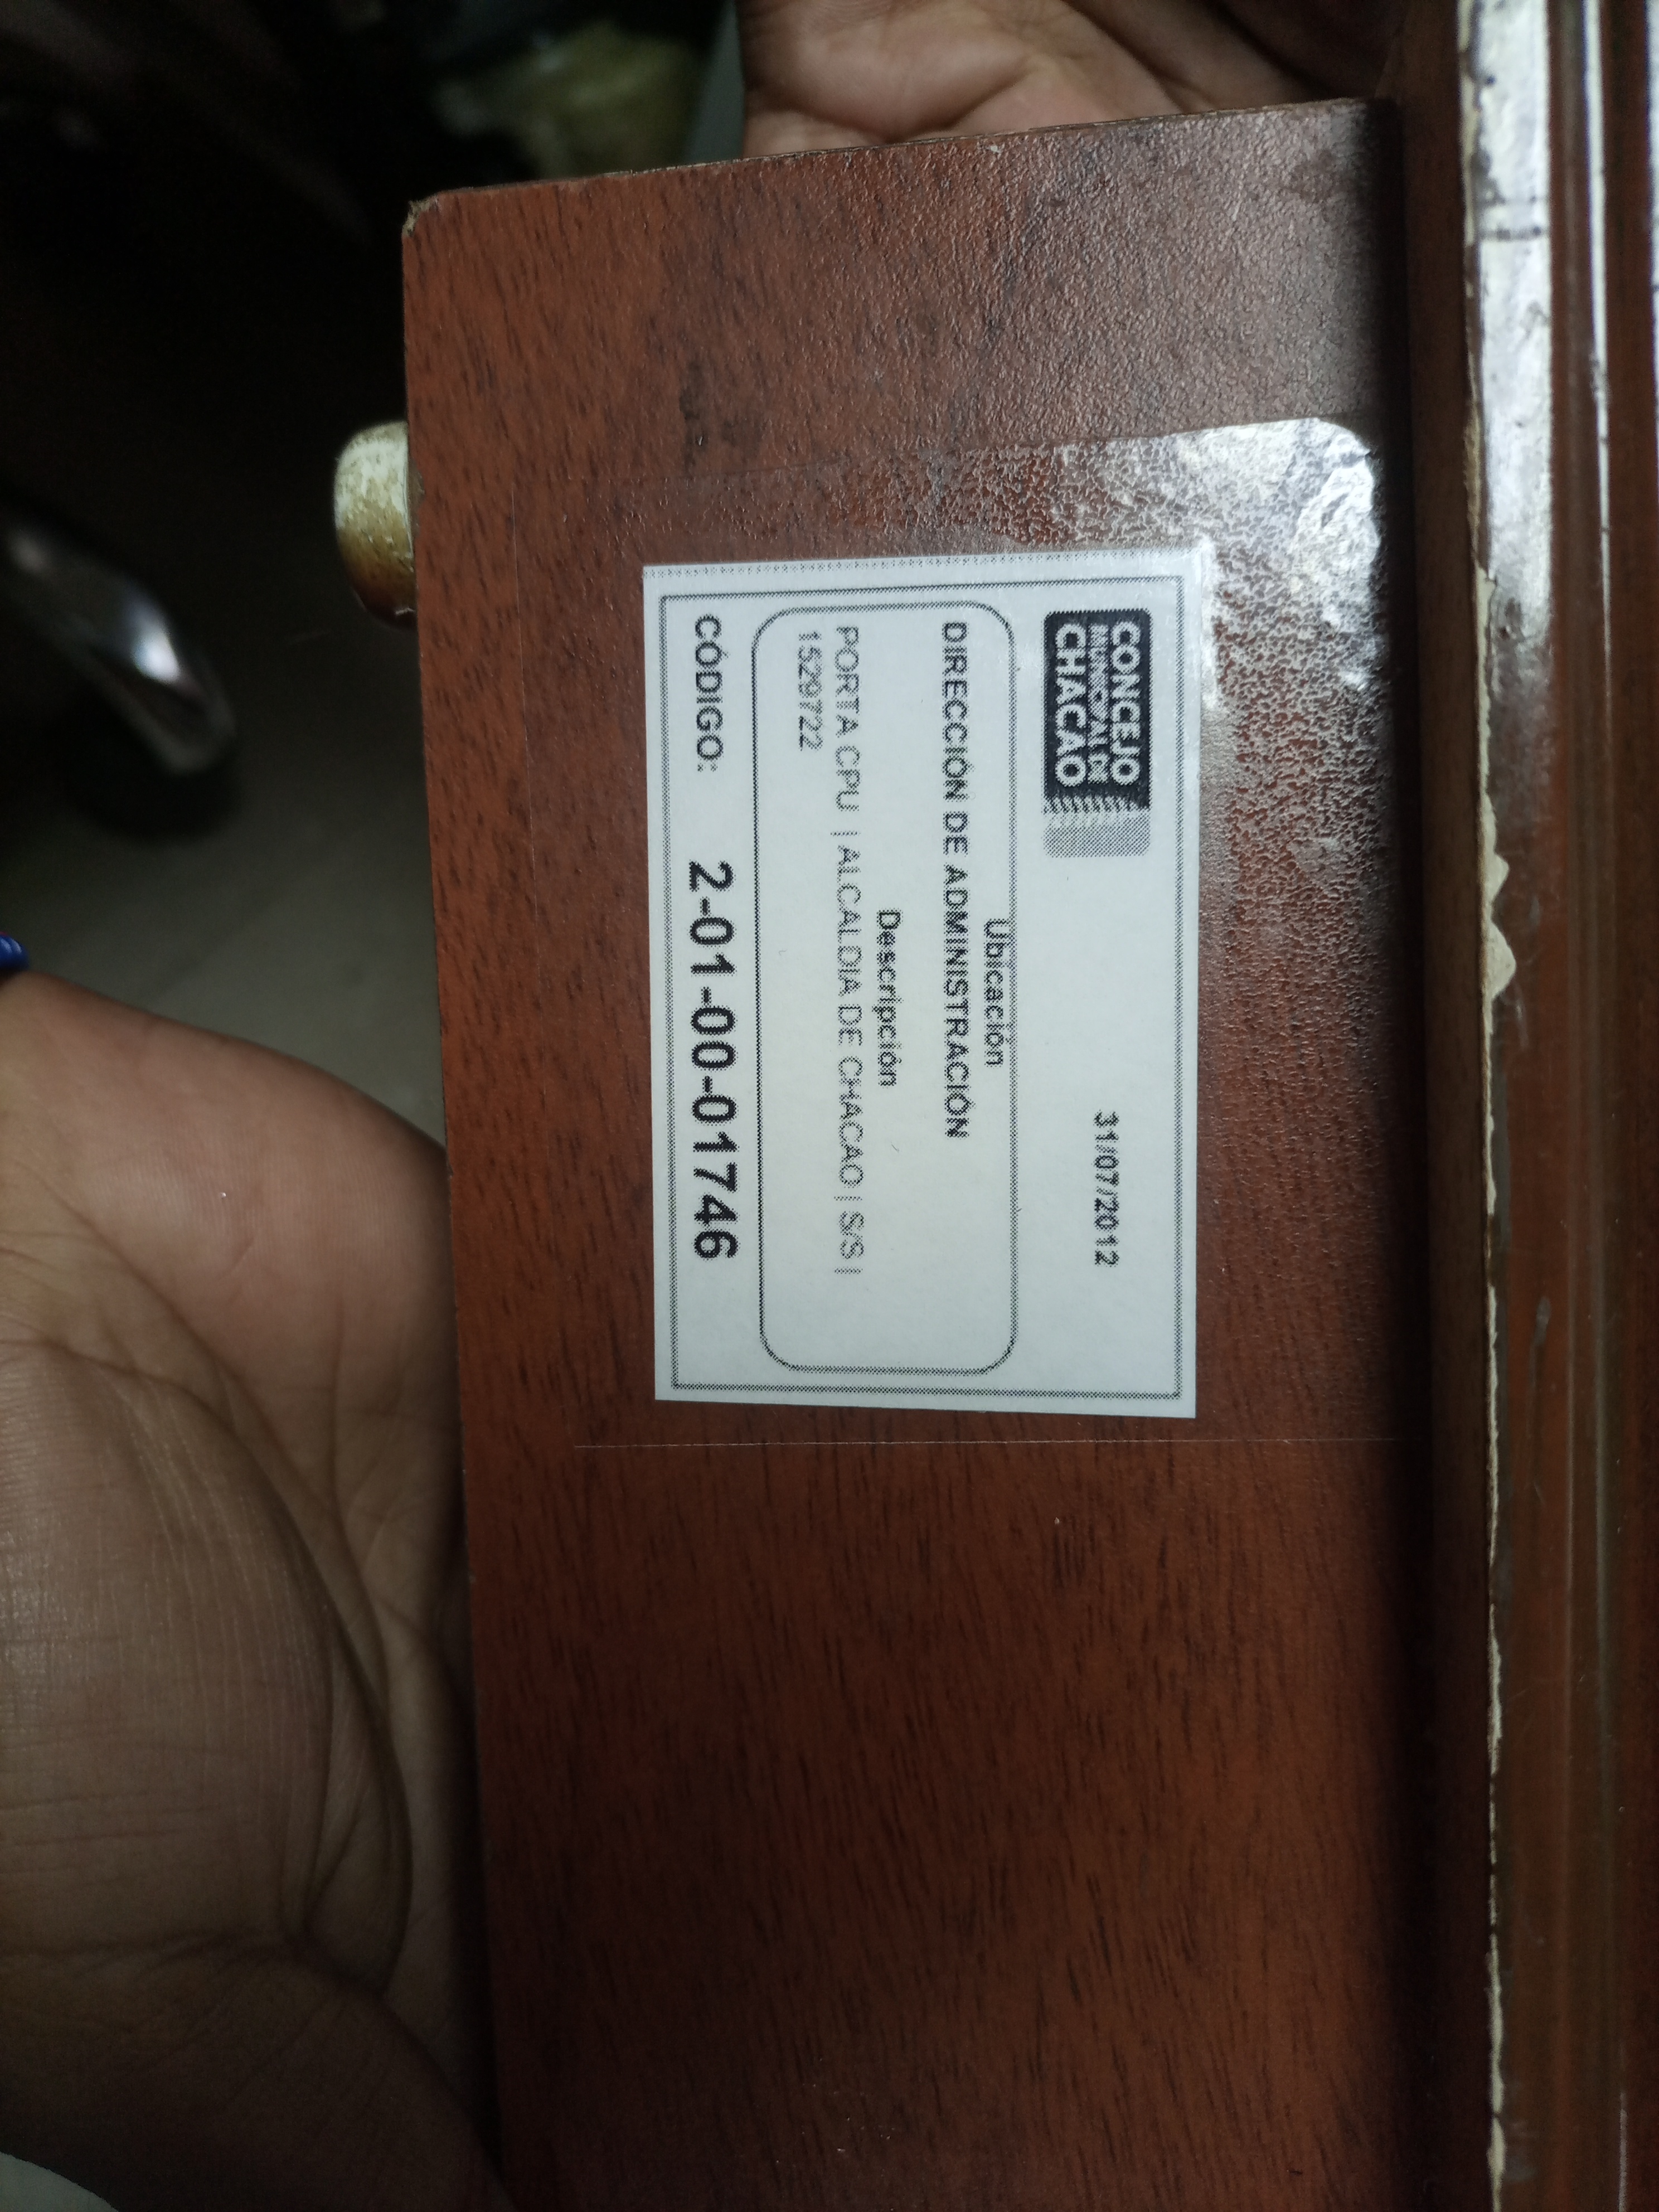 CONCEJO
MUNICIPAL DE
CHACAO
31/07/2012
Ubicación
DIRECCIÓN DE ADMINISTRACIÓN
Descripción
PORTA CPU | ALCALDIA DE CHACAO | S/S |
1529722
CÓDIGO: 2-01-00-01746